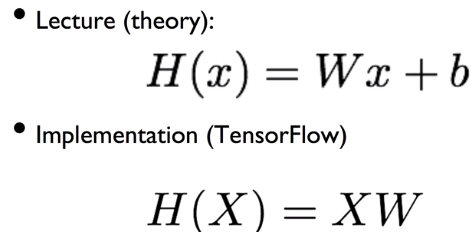 • Lecture (theory):
H(x) = Wx + b
• Implementation (TensorFlow)
H(X) = XW